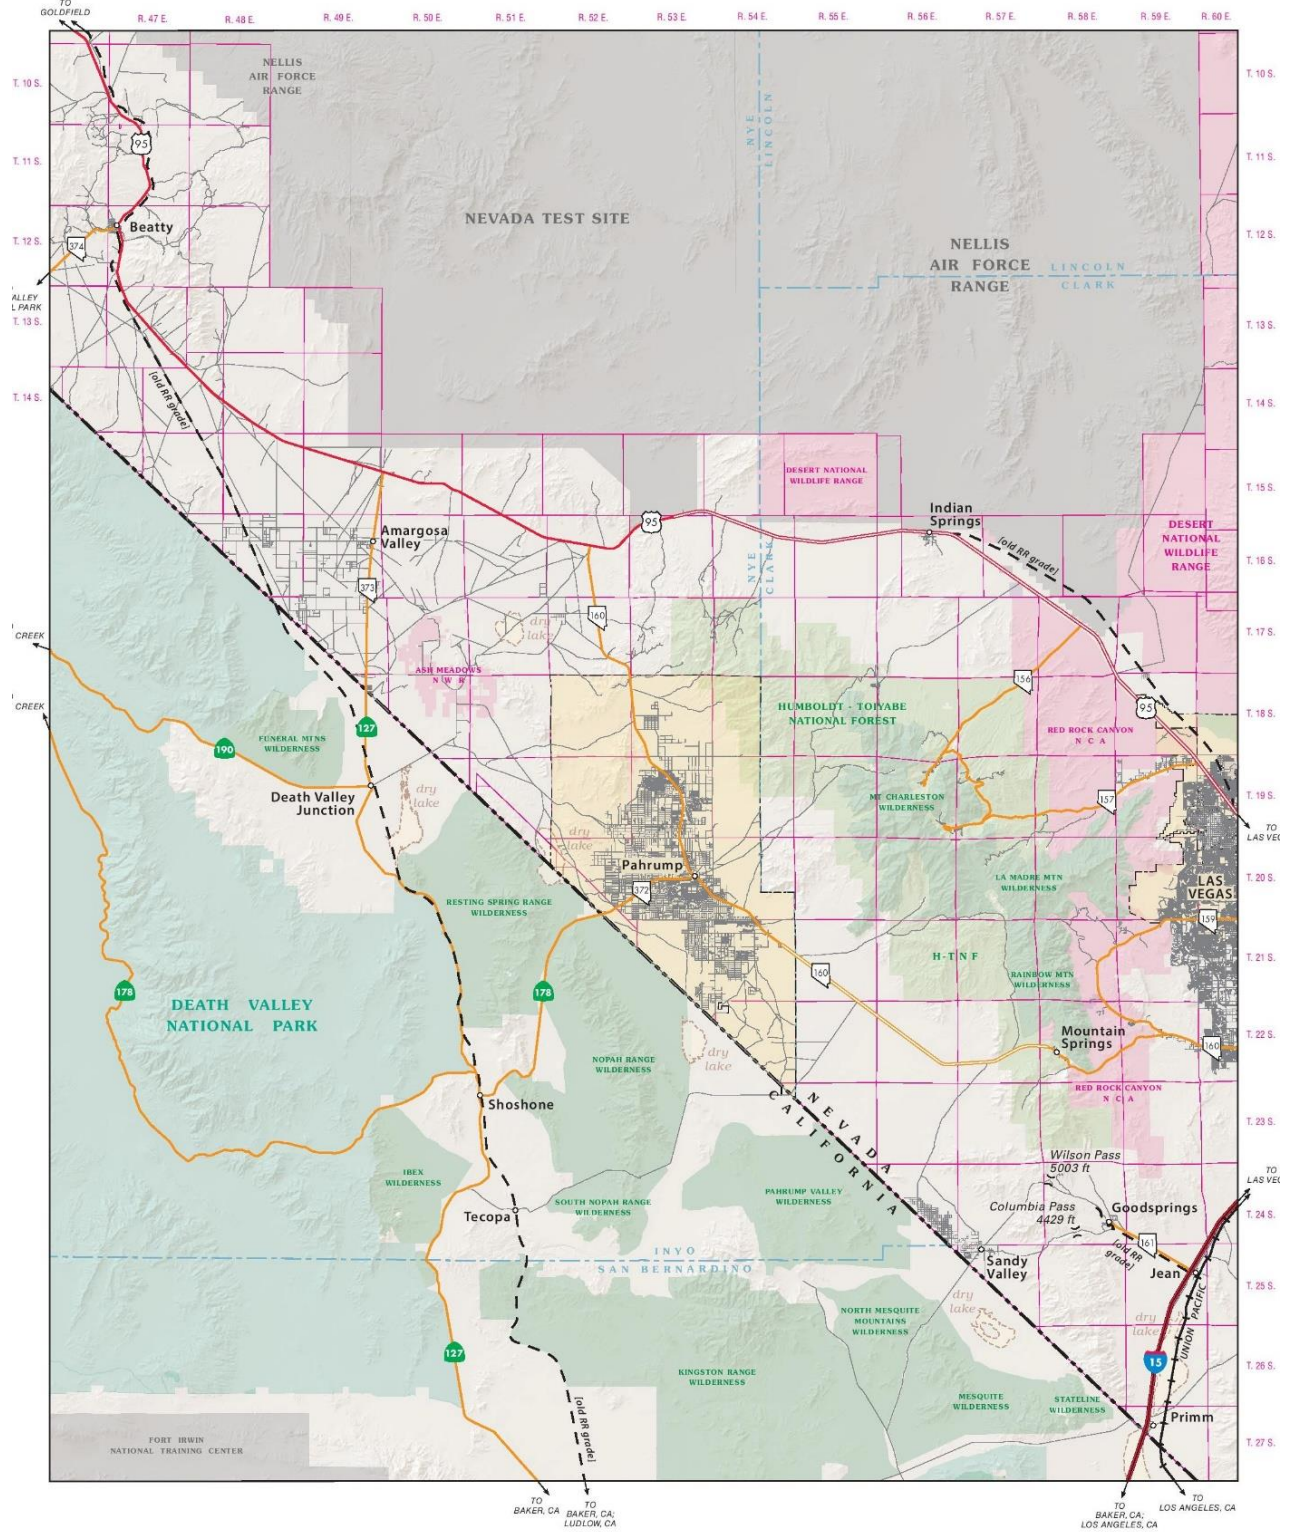 TO
GOLDFIELD
R. 47 E.
R. 48 E.
R. 49 E.
R. 50 E.
R. 51 E.
R. 52 E.
R. 53 E.
R. 54 E.
R. 55 E.
R. 56 E.
R. 57 E.
R. 58 E.
R. 59 E.
R. 60 E.
T. 10 S.
NELLIS
AIR FORCE
RANGE
T. 10 S.
95
NYE
LINCOLN
T. 11 S.
T. 11 S.
Beatty
NEVADA TEST SITE
374
T. 12 S.
T. 12 S.
NELLIS
AIR FORCE
RANGE
LINCOLN
CLARK
ALLEY
L PARK
T. 13 S.
T. 13 S.
[old RR grade]
T. 14 S.
T. 14 S.
DESERT NATIONAL
WILDLIFE RANGE
T. 15 S.
Indian
Springs
95
Amargosa
Valley
DESERT
NATIONAL
WILDLIFE
RANGE
[old RR grade]
NYE
CLARK
T. 16 S.
373
160
dry
lake
CREEK
T. 17 S.
ASH MEADOWS
N W R
156
CREEK
HUMBOLDT - TOIYABE
NATIONAL FOREST
95
T. 18 S.
127
190
FUNERAL MTNS
WILDERNESS
RED ROCK CANYON
N C A
Death Valley
Junction
dry
lake
MT CHARLESTON
WILDERNESS
157
T. 19 S.
dry
lake
TO
LAS VEG
Pahrump
372
LA MADRE MTN
WILDERNESS
T. 20 S.
LAS
VEGAS
RESTING SPRING RANGE
WILDERNESS
159
H-T N F
T. 21 S.
160
RAINBOW MTN
WILDERNESS
178
178
DEATH VALLEY
NATIONAL PARK
Mountain
Springs
T. 22 S.
160
NOPAH RANGE
WILDERNESS
dry
lake
RED ROCK CANYON
N C A
Shoshone
NEVADA
CALIFORNIA
T. 23 S.
Wilson Pass
5003 ft
IBEX
WILDERNESS
TO
LAS VEG
PAHRUMP VALLEY
WILDERNESS
SOUTH NOPAH RANGE
WILDERNESS
Columbia Pass
4429 ft
Goodsprings
Tecopa
T. 24 S.
161
[old RR
grade]
INYO
SAN BERNARDINO
Sandy
Valley
Jean
T. 25 S.
dry
lake
UNION PACIFIC
dry
lake
NORTH MESQUITE
MOUNTAINS
WILDERNESS
127
15
T. 26 S.
KINGSTON RANGE
WILDERNESS
MESQUITE
WILDERNESS
STATELINE
WILDERNESS
Primm
[old RR grade]
FORT IRWIN
NATIONAL TRAINING CENTER
T. 27 S.
TO
BAKER, CA
TO
BAKER, CA;
LUDLOW, CA
TO
BAKER, CA;
LOS ANGELES, CA
TO
LOS ANGELES, CA